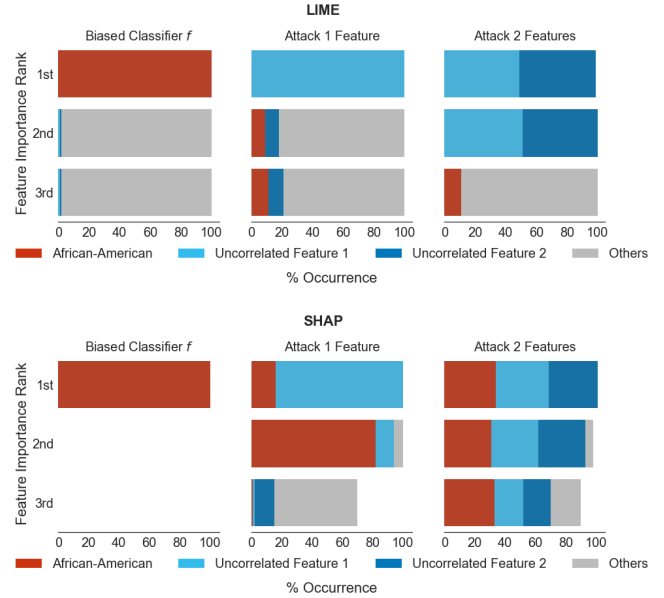 LIME
Biased Classifier f
Attack 1 Feature
Attack 2 Features
Feature Importance Rank
1st
2nd
3rd
0 20 40 60 80 100
0 20 40 60 80 100
0 20 40 60 80 100
African-American
Uncorrelated Feature 1
Uncorrelated Feature 2
Others
% Occurrence
SHAP
Biased Classifier f
Attack 1 Feature
Attack 2 Features
Feature Importance Rank
1st
2nd
3rd
0 20 40 60 80 100
0 20 40 60 80 100
0 20 40 60 80 100
African-American
Uncorrelated Feature 1
Uncorrelated Feature 2
Others
% Occurrence